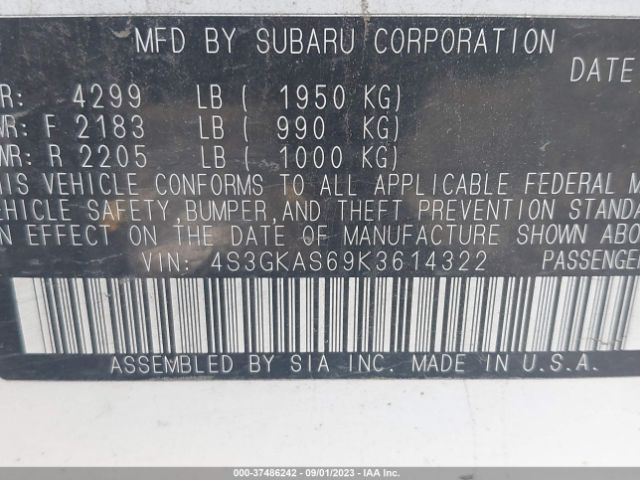 MFD BY SUBARU CORPORATION
DATE
R: 4299 LB ( 1950 KG)
WR: F 2183 LB ( 990 KG)
WR: R 2205 LB ( 1000 KG)
HIS VEHICLE CONFORMS TO ALL APPLICABLE FEDERAL M
EHICLE SAFETY,BUMPER,AND THEFT PREVENTION STANDA
N EFFECT ON THE DATE OF MANUFACTURE SHOWN ABO
VIN: 4S3GKAS69K3614322 PASSENGE
ASSEMBLED BY SIA INC. MADE IN U.S.A.
000-37486242 - 09/01/2023 - IAA Inc.